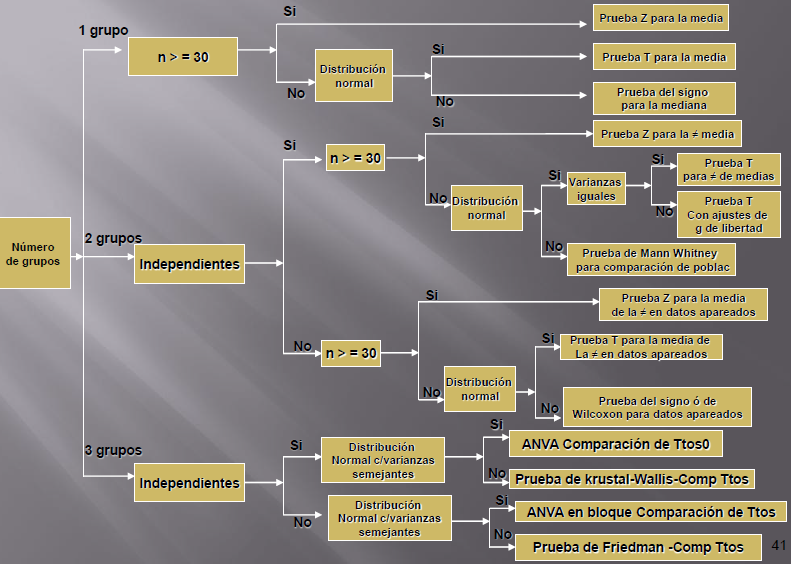 1 grupo
n > = 30
Si
Prueba Z para la media
No
Distribución
normal
Si
Prueba T para la media
No
Prueba del signo
para la mediana
Número
de grupos
2 grupos
Independientes
Si
n > = 30
Si
Prueba Z para la ≠ media
No
Distribución
normal
Si
Varianzas
iguales
Si
Prueba T
para ≠ de medias
No
Prueba T
Con ajustes de
g de libertad
No
Prueba de Mann Whitney
para comparación de poblac
No
n > = 30
Si
Prueba Z para la media
de la ≠ en datos apareados
No
Distribución
normal
Si
Prueba T para la media de
La ≠ en datos apareados
No
Prueba del signo ó de
Wilcoxon para datos apareados
3 grupos
Independientes
Si
Distribución
Normal c/varianzas
semejantes
Si
ANVA Comparación de Ttos0
No
Prueba de krustal-Wallis-Comp Ttos
No
Distribución
Normal c/varianzas
semejantes
Si
ANVA en bloque Comparación de Ttos
No
Prueba de Friedman -Comp Ttos
41